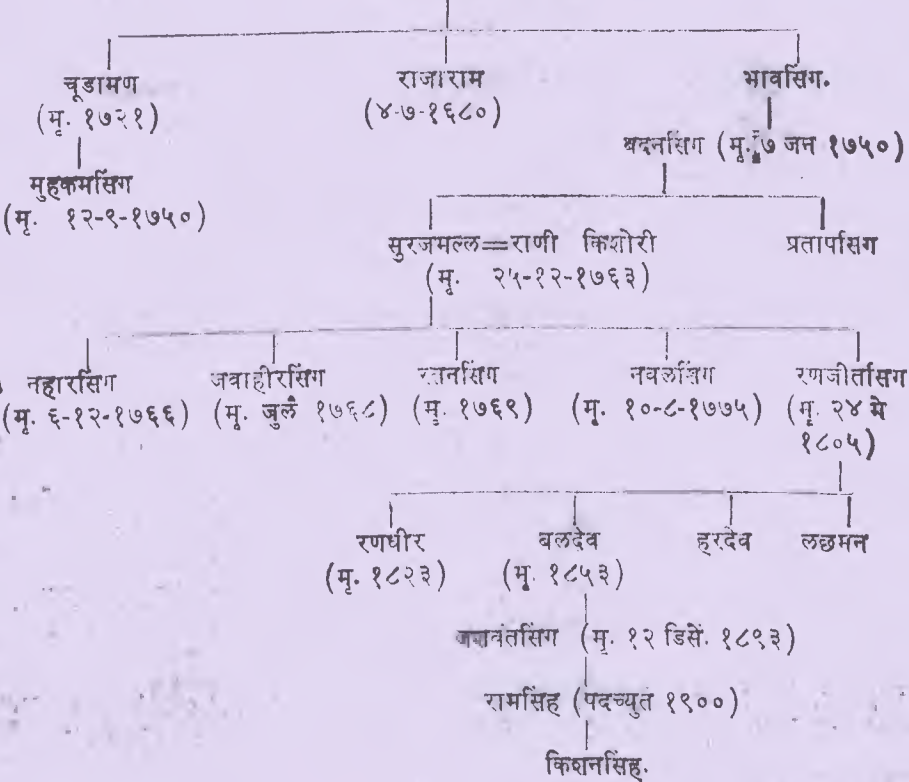 चूडामण राजाराम भावसिंग.
(मृ. १७२१) (४-७-१६८०)
बदनसिंग (मृ. ७ जन १७५०)
मुहकमसिंग
(मृ. १२-९-१७५०)
सुरजमल्ल=राणी किशोरी प्रतापसिंग
(मृ. २५-१२-१७६३)
नहारसिंग जवाहीरसिंग रतनसिंग नवलसिंग रणजीतसिंग
(मृ. ६-१२-१७६६) (मृ. जुलै १७६८) (मृ. १७६९) (मृ. १०-८-१७७५) (मृ. २४ मे
१८०५)
रणधीर बलदेव हरदेव लछमन
(मृ. १८२३) (मृ. १८५३)
जसवंतसिंग (मृ. १२ डिसें. १८९३)
रामसिंह (पदच्युत १९००)
किशनसिंह.